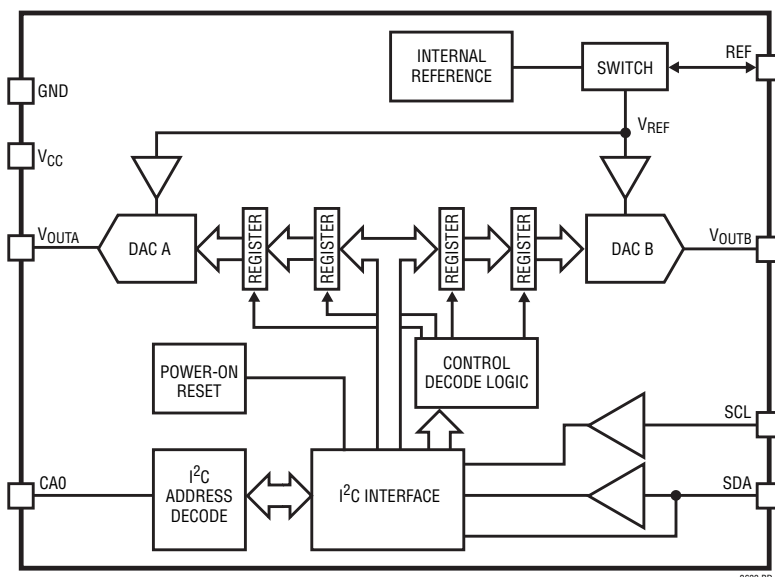 INTERNAL
REFERENCE
SWITCH
REF
GND
VREF
VCC
REGISTER
REGISTER
REGISTER
REGISTER
VOUTA
DAC A
DAC B
VOUTB
POWER-ON
RESET
CONTROL
DECODE LOGIC
SCL
CA0
I2C
ADDRESS
DECODE
I2C INTERFACE
SDA